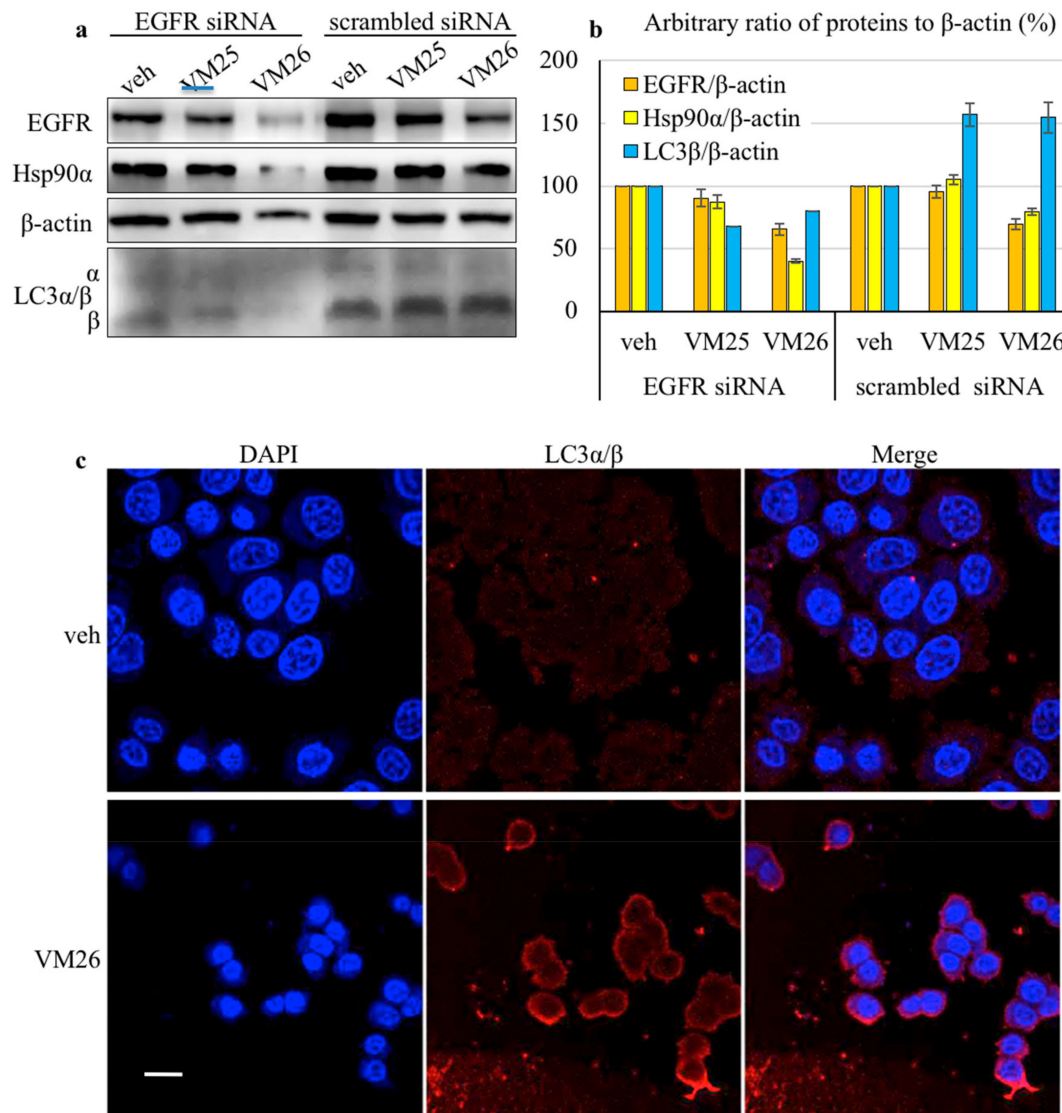 a
EGFR siRNA scrambled siRNA
veh VM25 VM26 veh VM25 VM26
EGFR
Hsp90α
β-actin
α
LC3α/β
β
b Arbitrary ratio of proteins to β-actin (%)
200
150
100
50
0
EGFR/β-actin
Hsp90α/β-actin
LC3β/β-actin
veh VM25 VM26 veh VM25 VM26
EGFR siRNA scrambled siRNA
c
DAPI LC3α/β Merge
veh
VM26